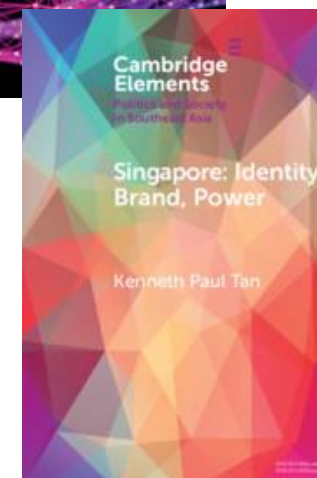 Cambridge
Elements
Politics and Society
in Southeast Asia
Singapore: Identity,
Brand, Power
Kenneth Paul Tan